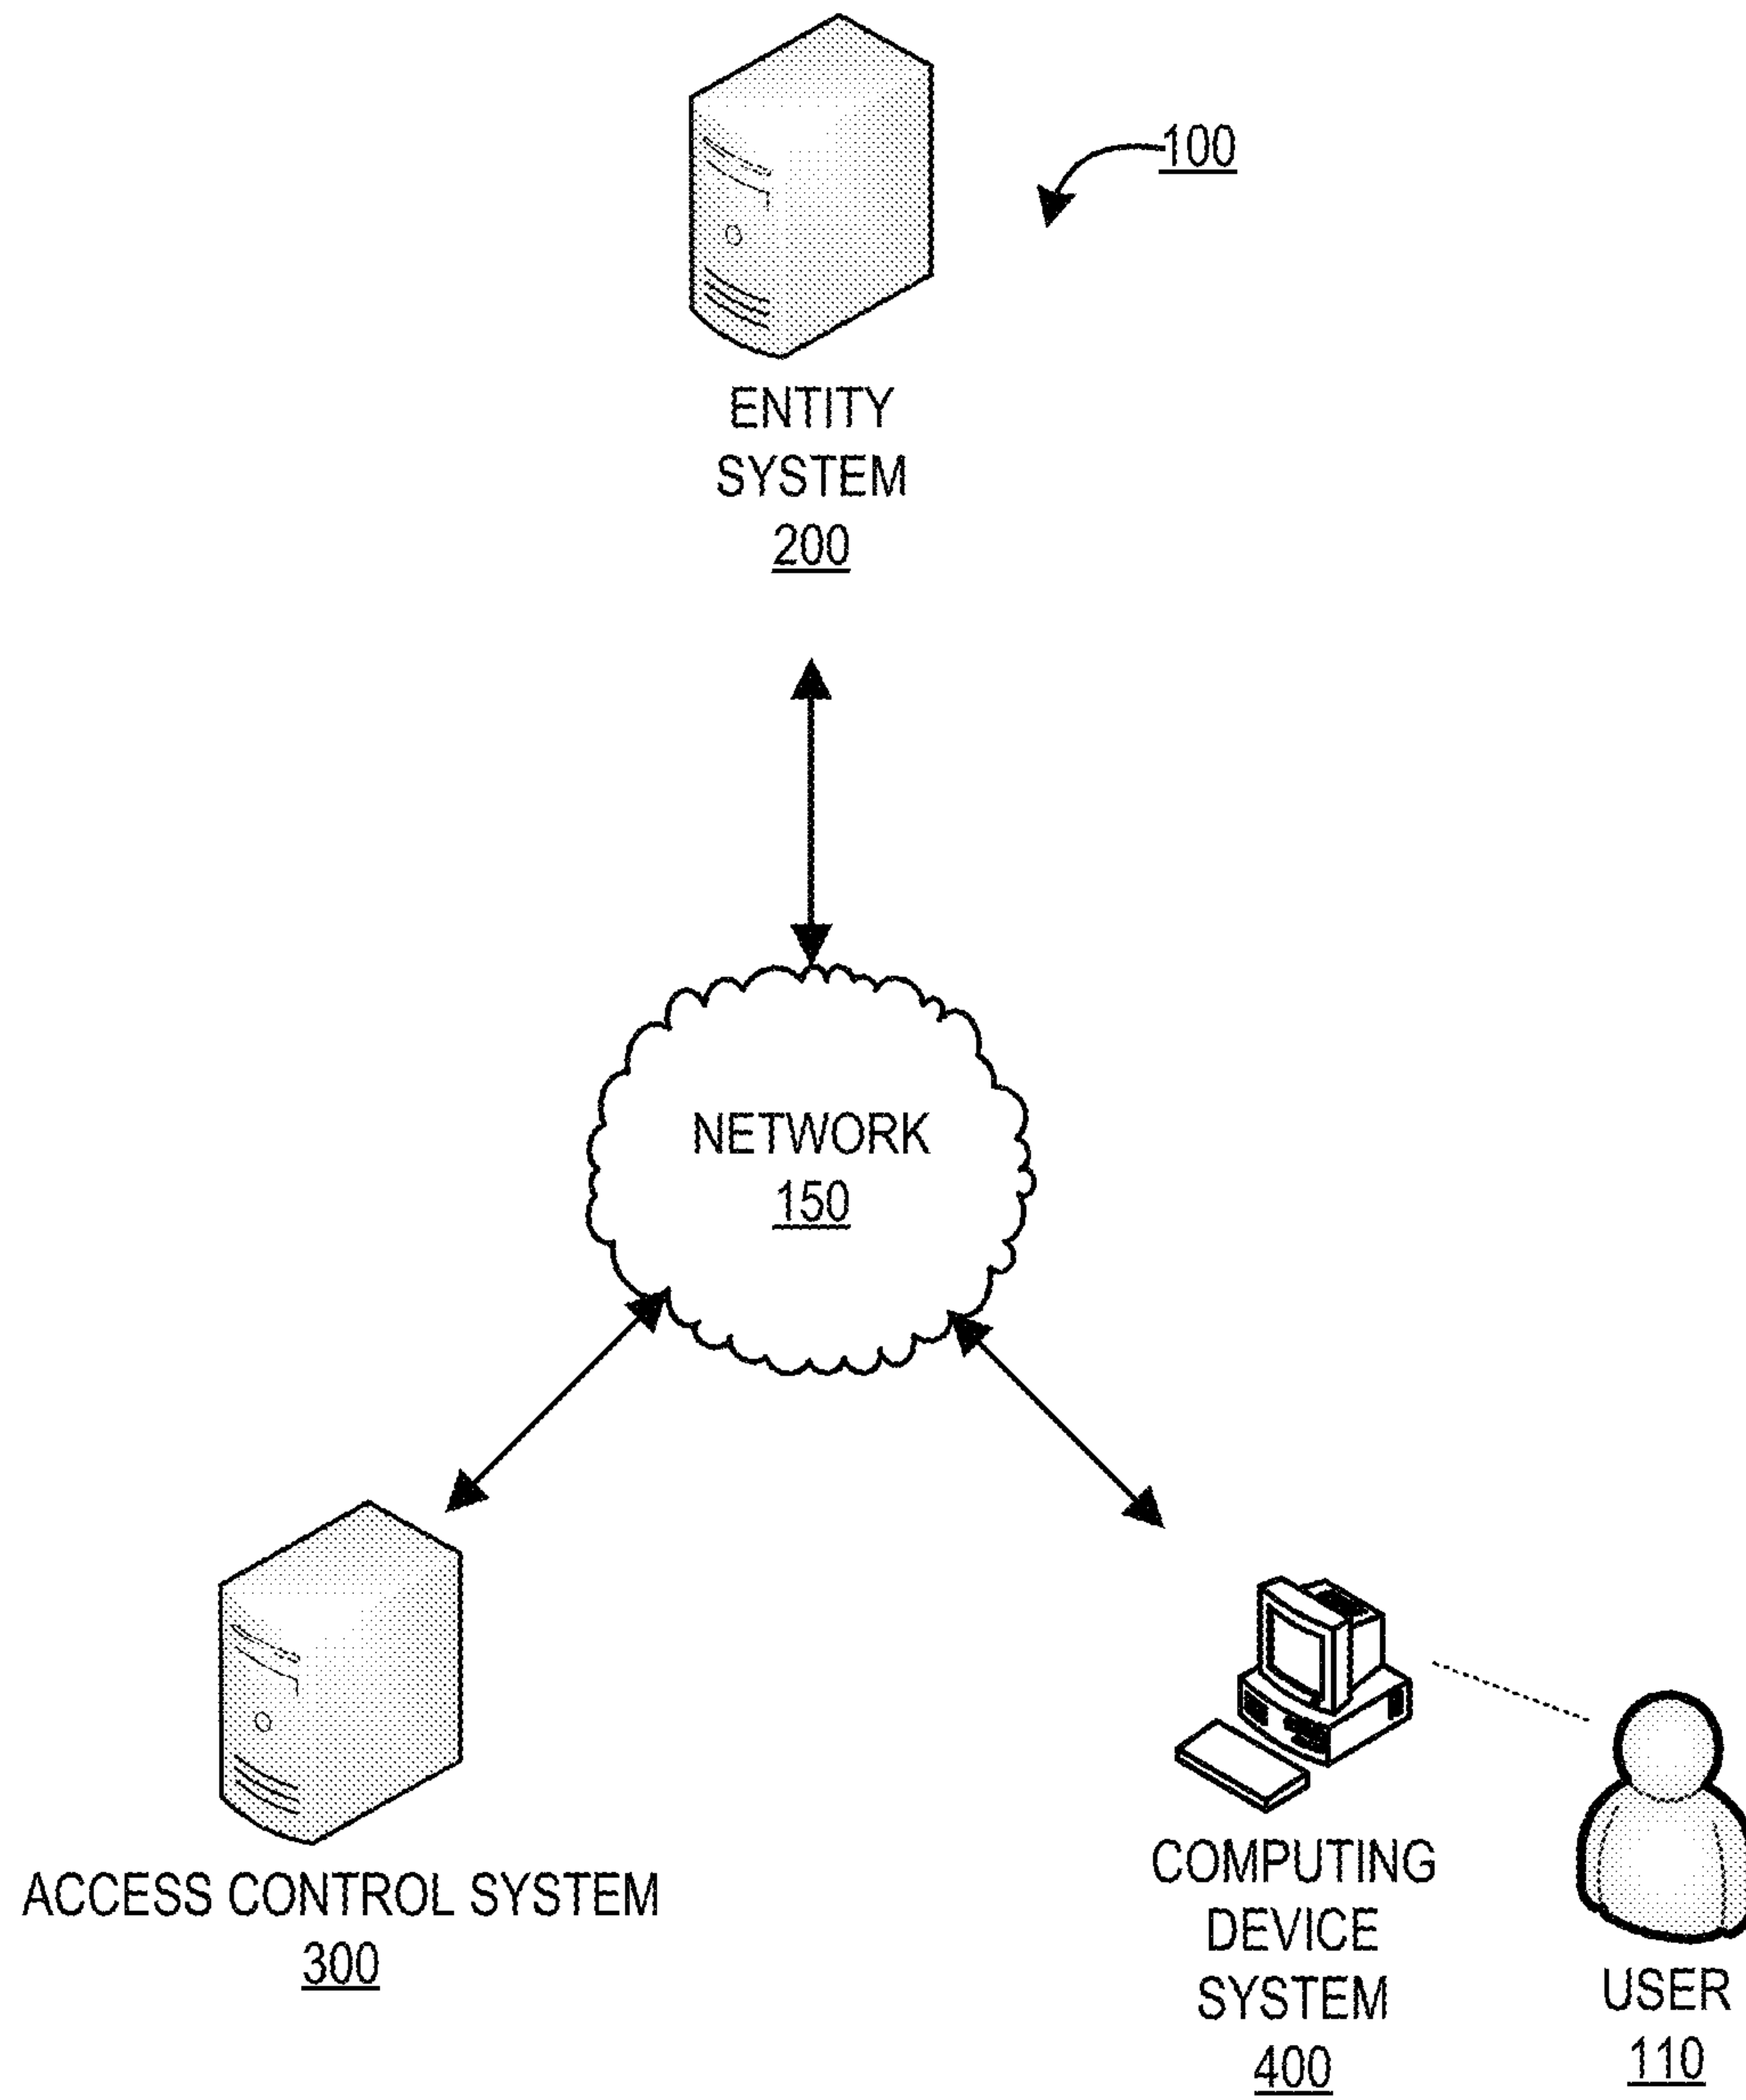 100
ENTITY
SYSTEM
200
NETWORK
150
ACCESS CONTROL SYSTEM
300
COMPUTING
DEVICE
SYSTEM
400
USER
110